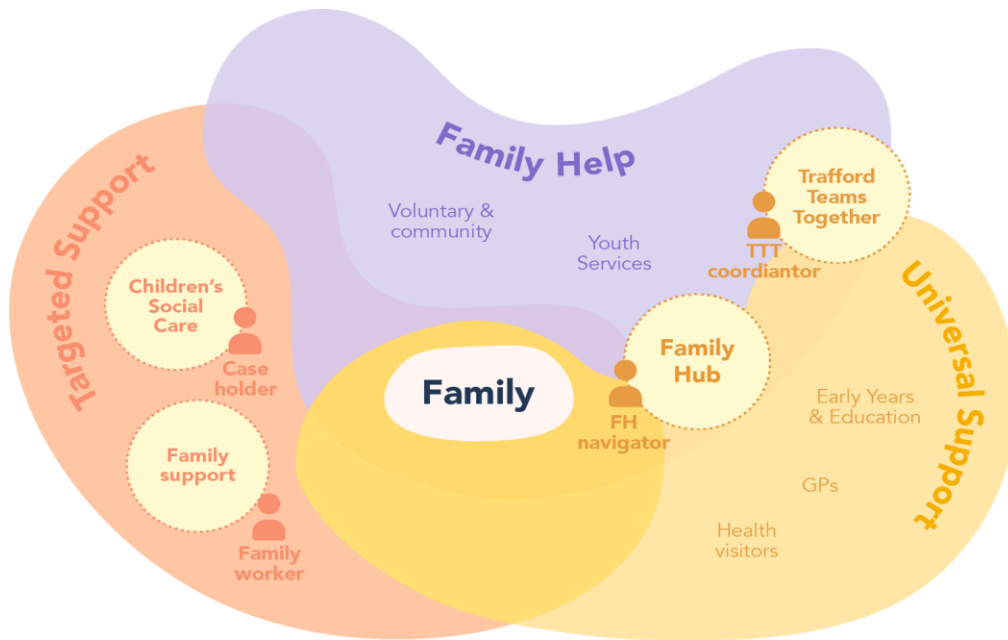 Family Help
Targeted Support
Universal Support
Voluntary &
community
Youth
Services
Trafford
Teams
Together
TTT
coordiantor
Children's
Social
Care
Case
holder
Family
support
Family
worker
Family
Family
Hub
FH
navigator
Early Years
& Education
GPs
Health
visitors